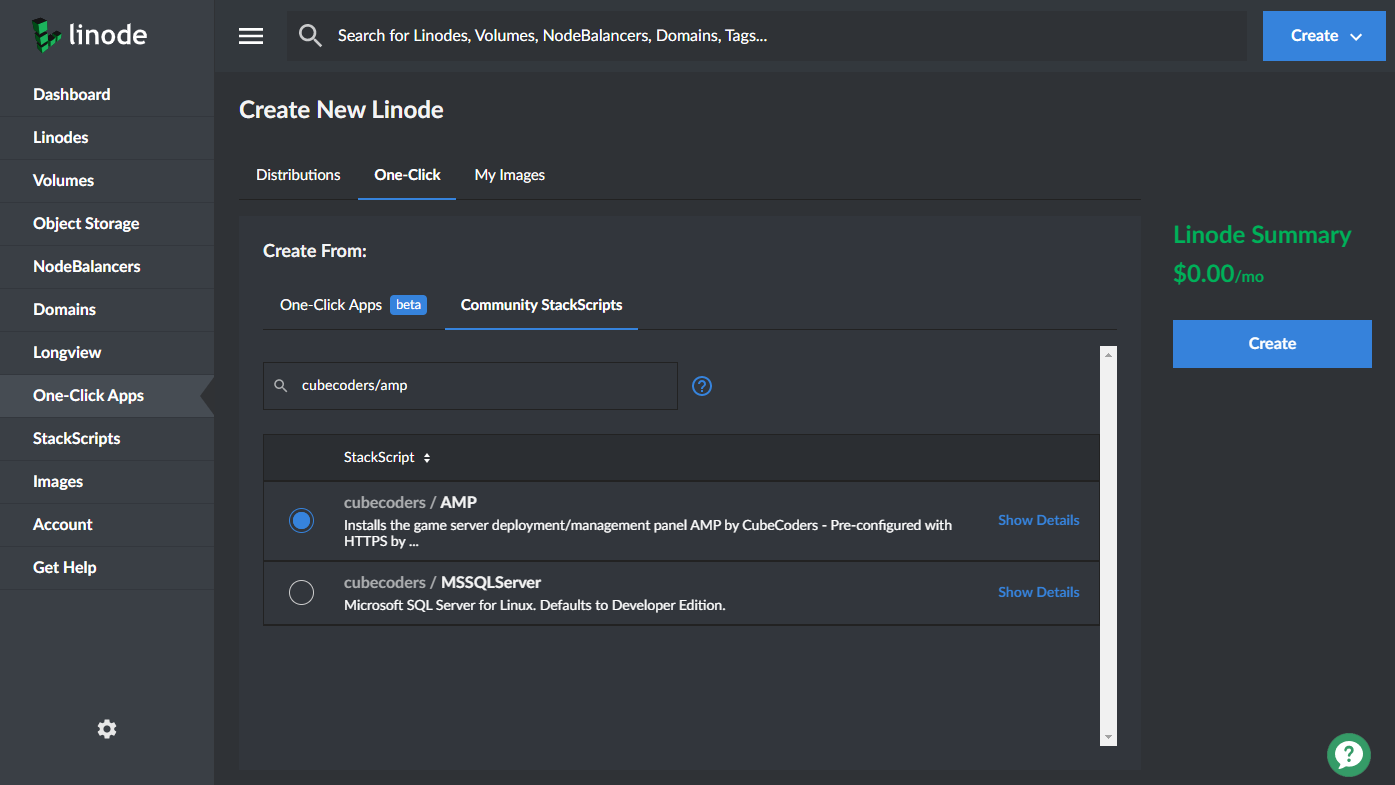 linode
Search for Linodes, Volumes, NodeBalancers, Domains, Tags...
Create
Dashboard
Linodes
Volumes
Object Storage
NodeBalancers
Domains
Longview
One-Click Apps
StackScripts
Images
Account
Get Help
Create New Linode
Distributions One-Click My Images
Create From:
One-Click Apps beta Community StackScripts
cubecoders/amp ?
StackScript
cubecoders / AMP
Installs the game server deployment/management panel AMP by CubeCoders - Pre-configured with
HTTPS by ...
Show Details
cubecoders / MSSQLServer
Microsoft SQL Server for Linux. Defaults to Developer Edition.
Show Details
Linode Summary
$0.00/mo
Create
?